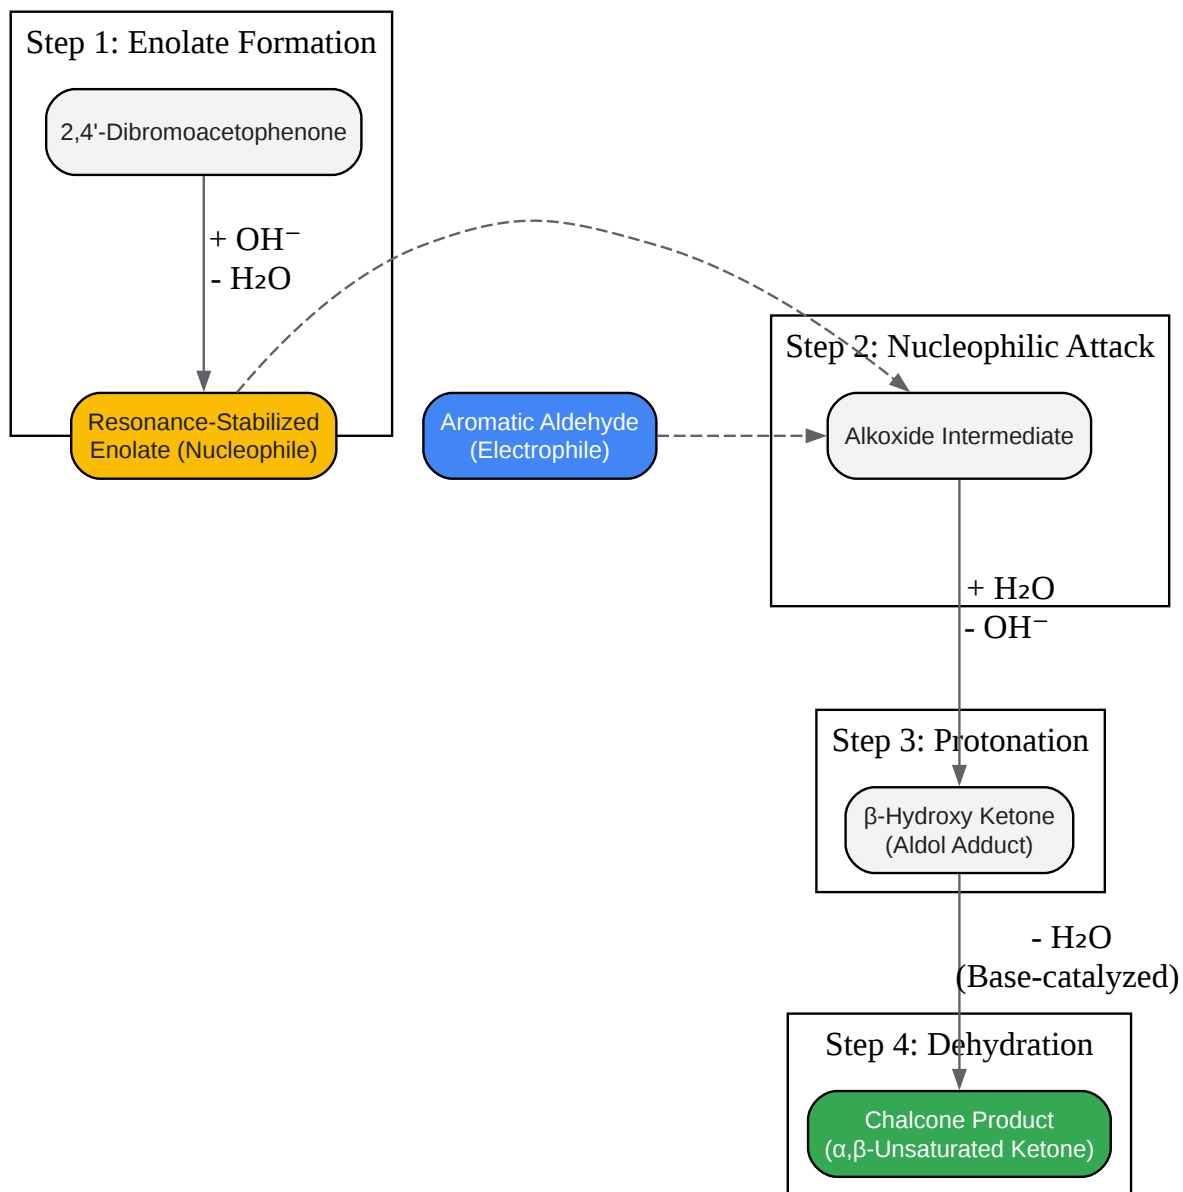 Step 1: Enolate Formation
2,4'-Dibromoacetophenone
+ OH⁻
- H₂O
Resonance-Stabilized
Enolate (Nucleophile)
Aromatic Aldehyde
(Electrophile)
Step 2: Nucleophilic Attack
Alkoxide Intermediate
+ H₂O
- OH⁻
Step 3: Protonation
β-Hydroxy Ketone
(Aldol Adduct)
- H₂O
(Base-catalyzed)
Step 4: Dehydration
Chalcone Product
(α,β-Unsaturated Ketone)